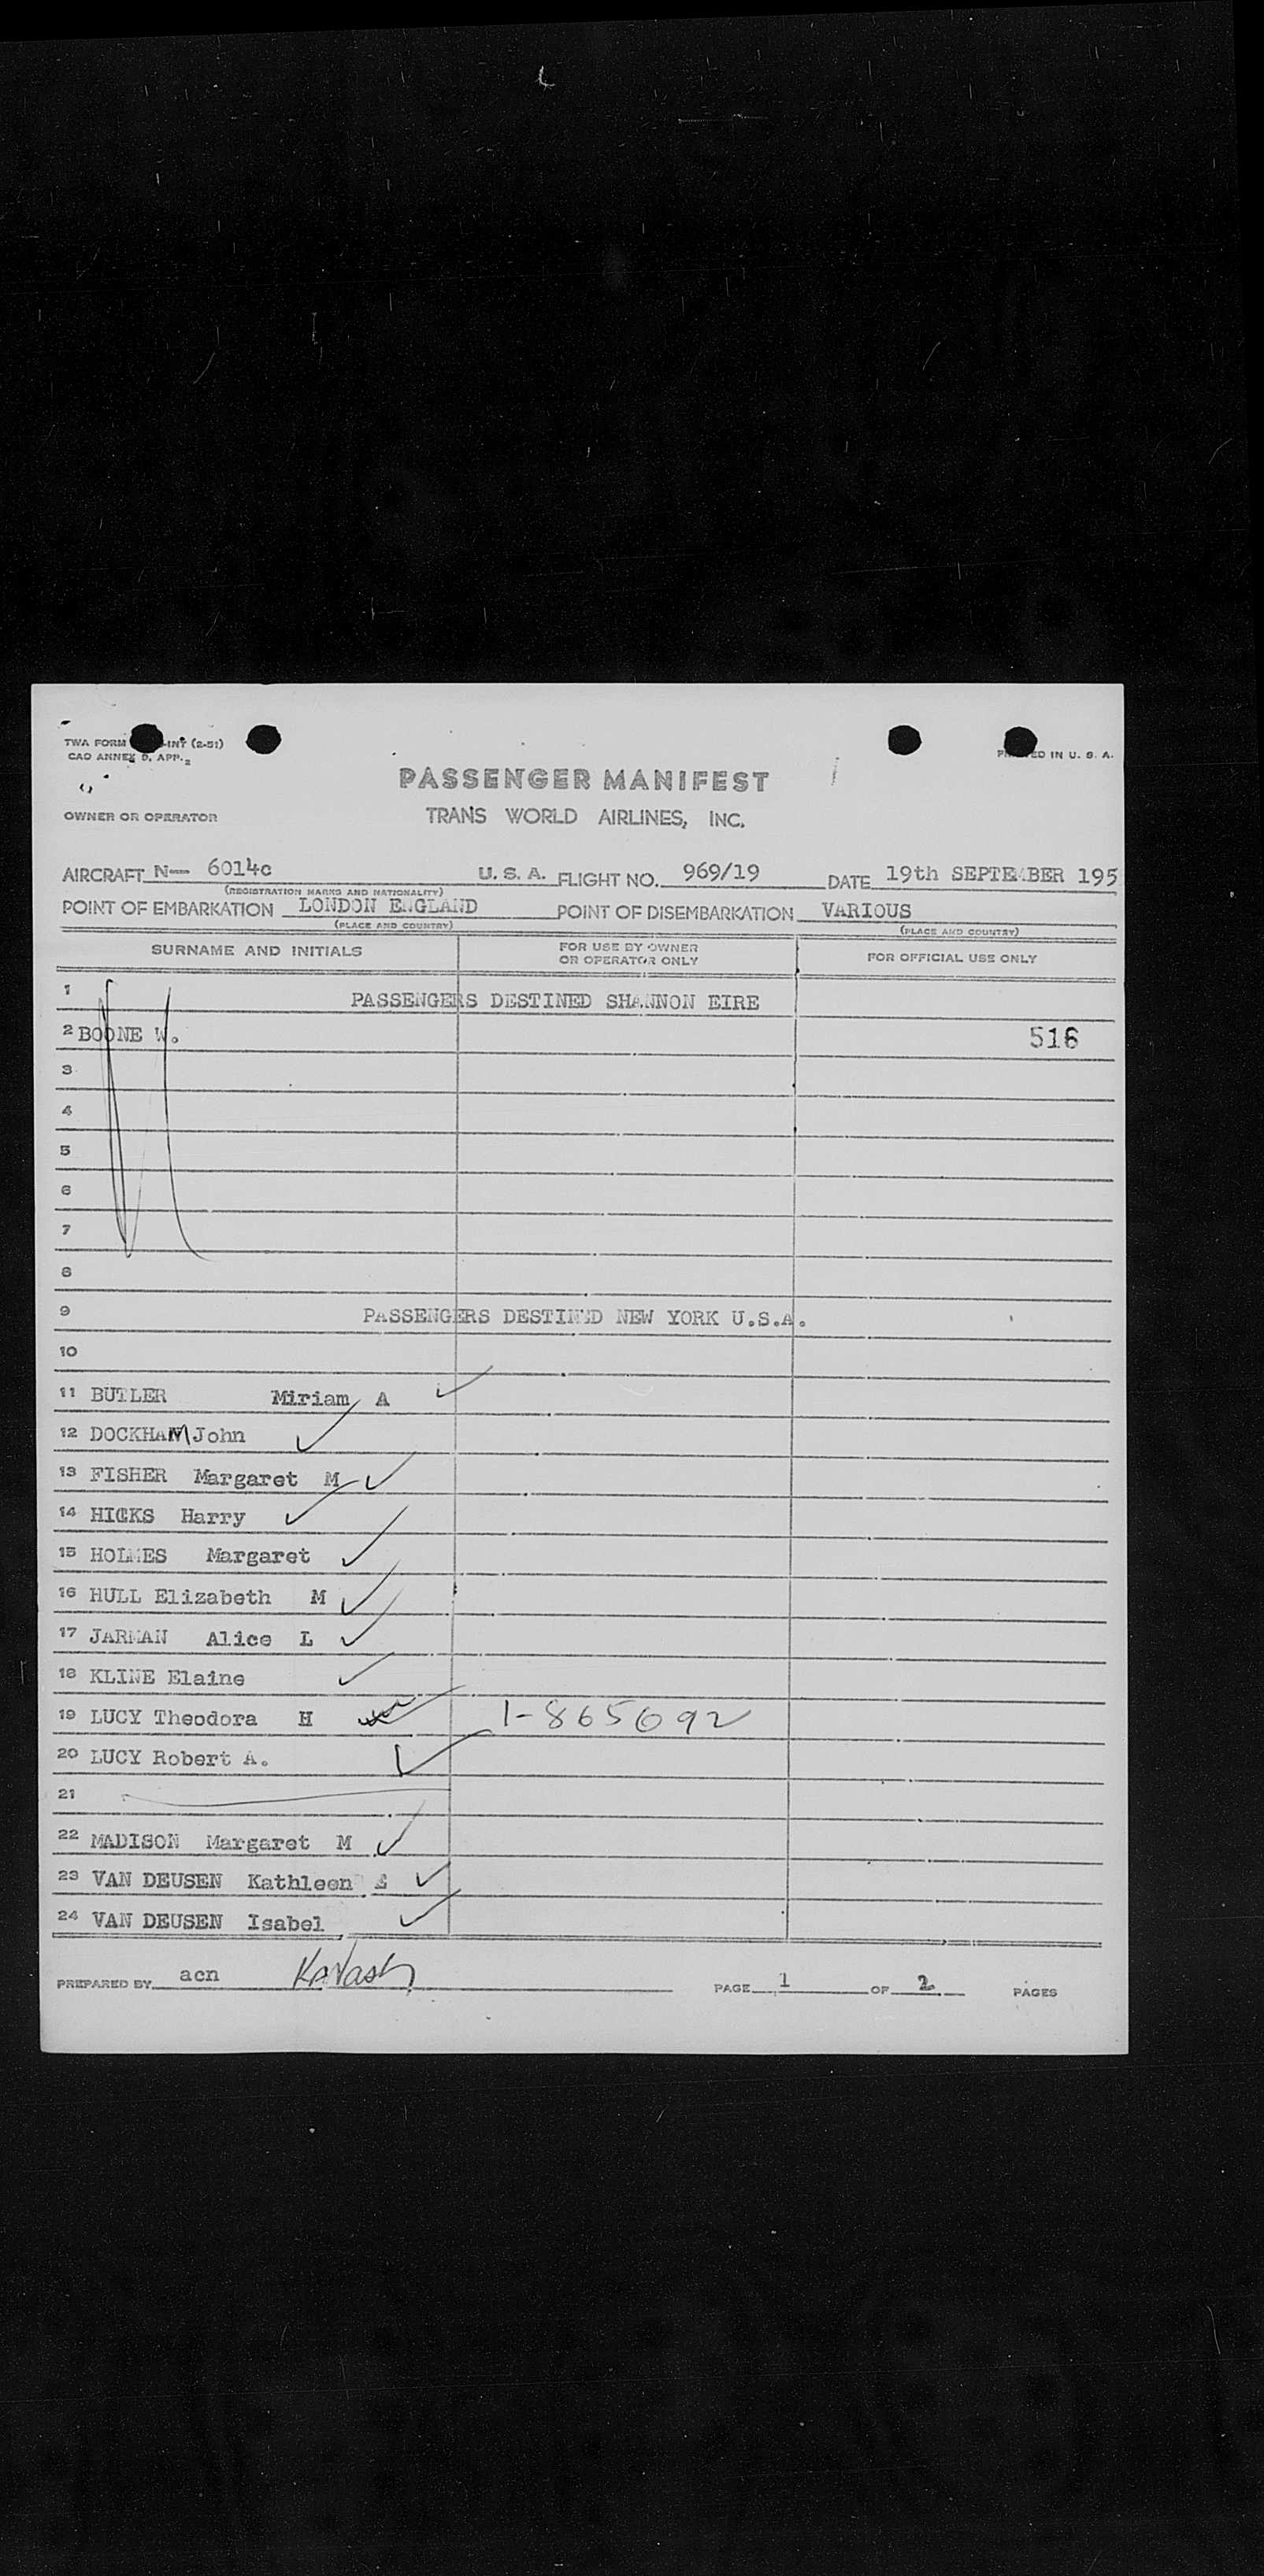 TWA FORM -INT (2-51)
CAO ANNEX 9, APP. 2
ED IN U. S. A.
PASSENGER MANIFEST
OWNER OR OPERATOR
TRANS WORLD AIRLINES, INC.
AIRCRAFT N-- 6014c U. S. A. FLIGHT NO. 969/19 DATE 19th SEPTEMBER 195
(REGISTRATION MARKS AND NATIONALITY)
POINT OF EMBARKATION LONDON ENGLAND POINT OF DISEMBARKATION VARIOUS
(PLACE AND COUNTRY) (PLACE AND COUNTRY)
SURNAME AND INITIALS FOR USE BY OWNER OR OPERATOR ONLY FOR OFFICIAL USE ONLY
1 PASSENGERS DESTINED SHANNON EIRE
2 BOONE W. 516
3
4
5
6
7
8
9 PASSENGERS DESTINED NEW YORK U.S.A.
10
11 BUTLER Miriam A
12 DOCKHAM John
13 FISHER Margaret M
14 HICKS Harry
15 HOLMES Margaret
16 HULL Elizabeth M
17 JARMAN Alice L
18 KLINE Elaine
19 LUCY Theodora H 1-865692
20 LUCY Robert A.
21
22 MADISON Margaret M
23 VAN DEUSEN Kathleen E
24 VAN DEUSEN Isabel
PREPARED BY acn PAGE 1 OF 2 PAGES